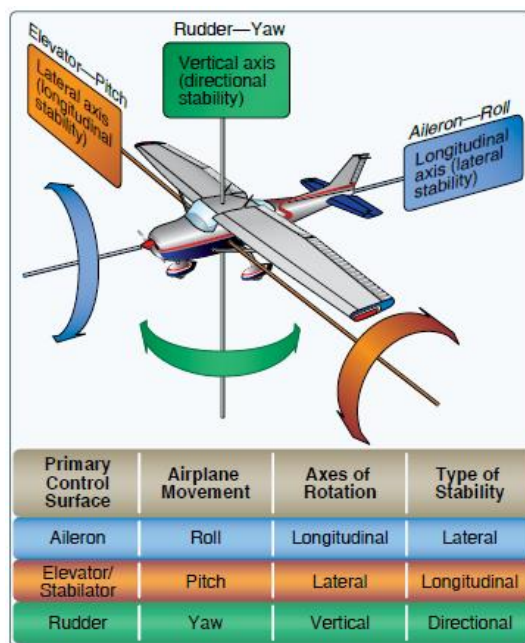 Rudder—Yaw
Vertical axis
(directional
stability)
Elevator—Pitch
Lateral axis
(longitudinal
stability)
Aileron—Roll
Longitudinal
axis (lateral
stability)
Primary
Control
Surface
Airplane
Movement
Axes of
Rotation
Type of
Stability
Aileron
Roll
Longitudinal
Lateral
Elevator/
Stabilator
Pitch
Lateral
Longitudinal
Rudder
Yaw
Vertical
Directional